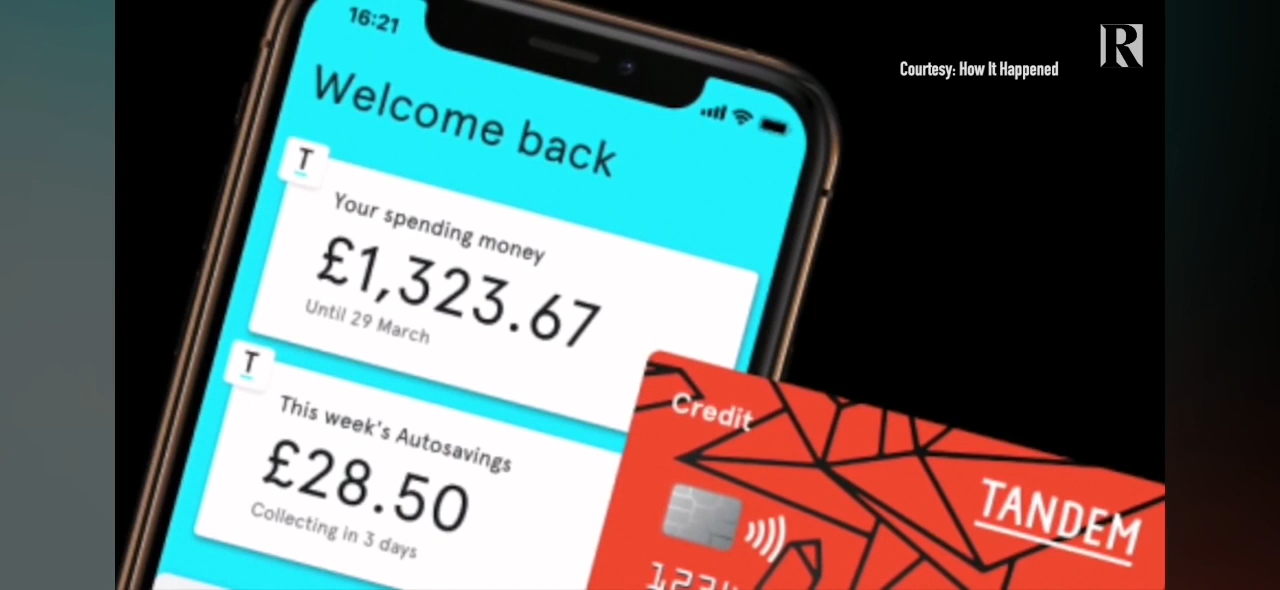 16:21
R
Courtesy: How It Happened
Welcome back
T
Your spending money
£1,323.67
Until 29 March
T
This week's Autosavings
£28.50
Collecting in 3 days
Credit
TANDEM